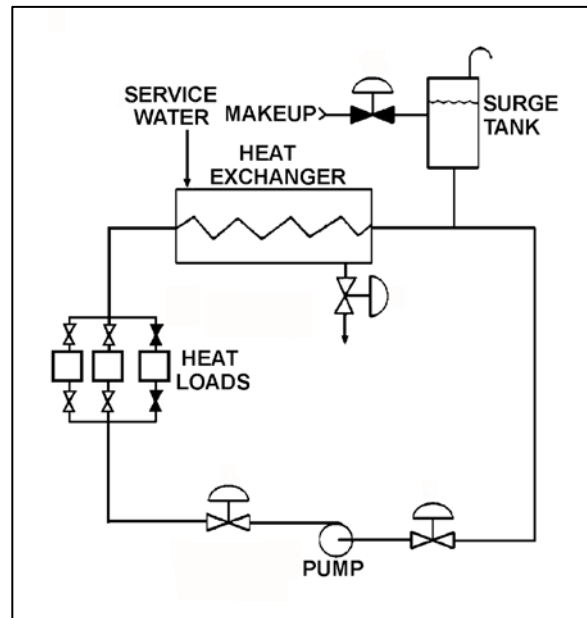 SERVICE
WATER
MAKEUP
SURGE
TANK
HEAT
EXCHANGER
HEAT
LOADS
PUMP